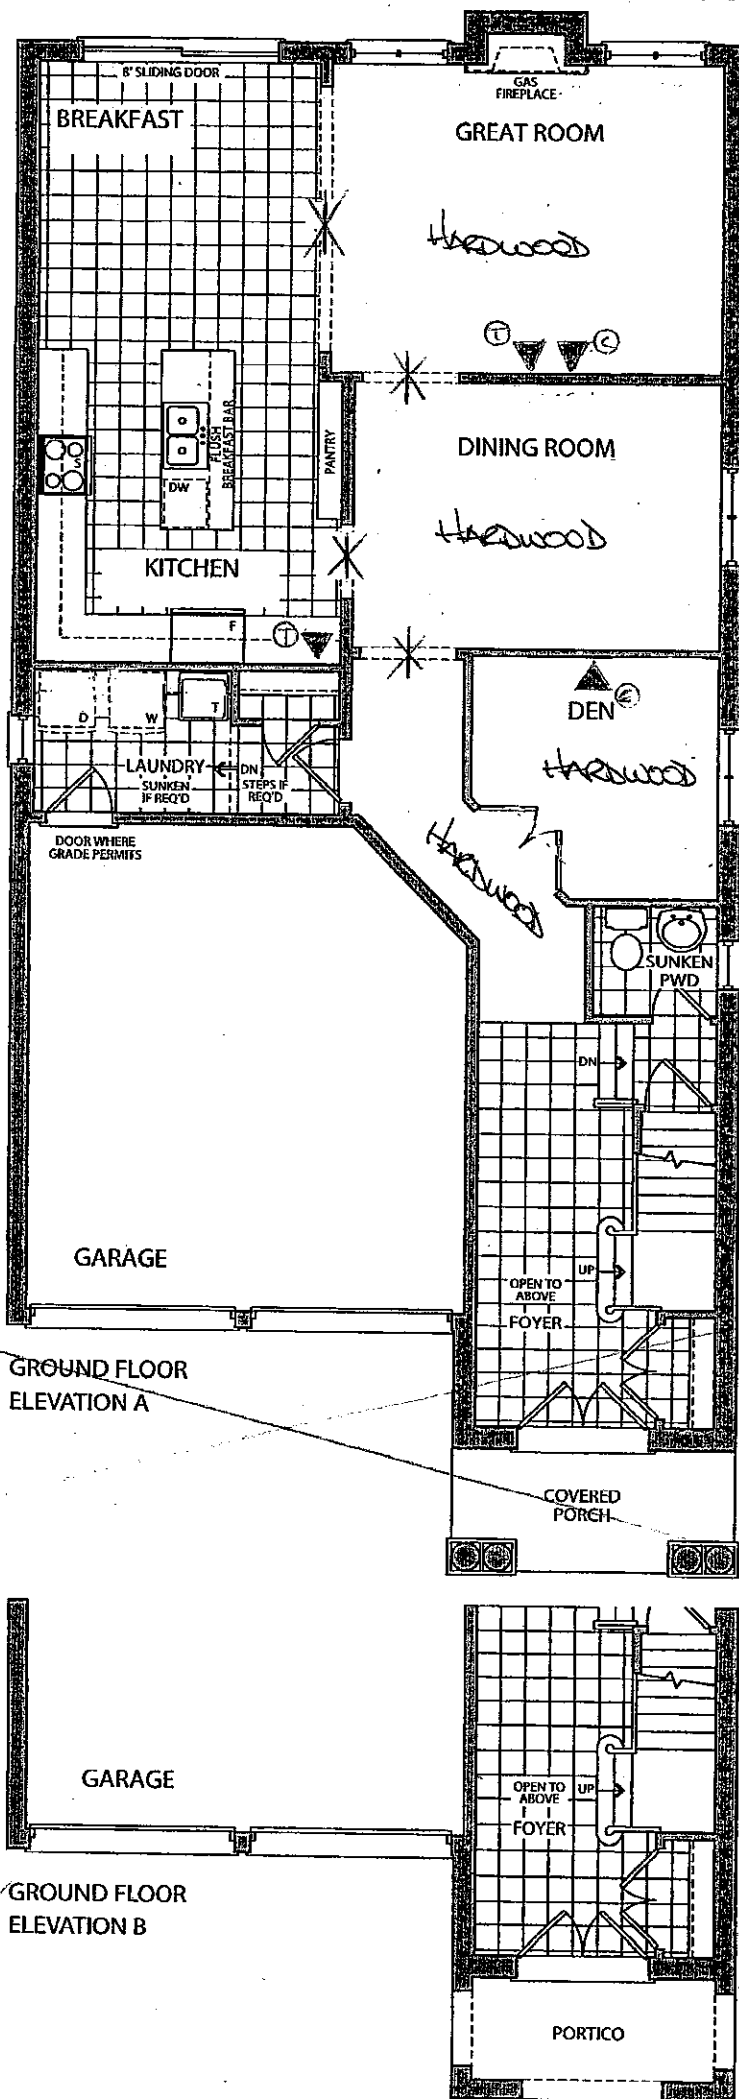 8' SLIDING DOOR
BREAKFAST
GAS
FIREPLACE
GREAT ROOM
HARDWOOD
T
C
DINING ROOM
HARDWOOD
PANTRY
FLUSH
BREAKFAST BAR
S
DW
KITCHEN
F
T
D
W
T
LAUNDRY
SUNKEN
IF REQ'D
DN
STEPS IF
REQ'D
DOOR WHERE
GRADE PERMITS
DEN
HARDWOOD
HARDWOOD
SUNKEN
PWD
DN
UP
OPEN TO
ABOVE
FOYER
GARAGE
GROUND FLOOR
ELEVATION A
COVERED
PORCH
GARAGE
OPEN TO
ABOVE
UP
FOYER
GROUND FLOOR
ELEVATION B
PORTICO